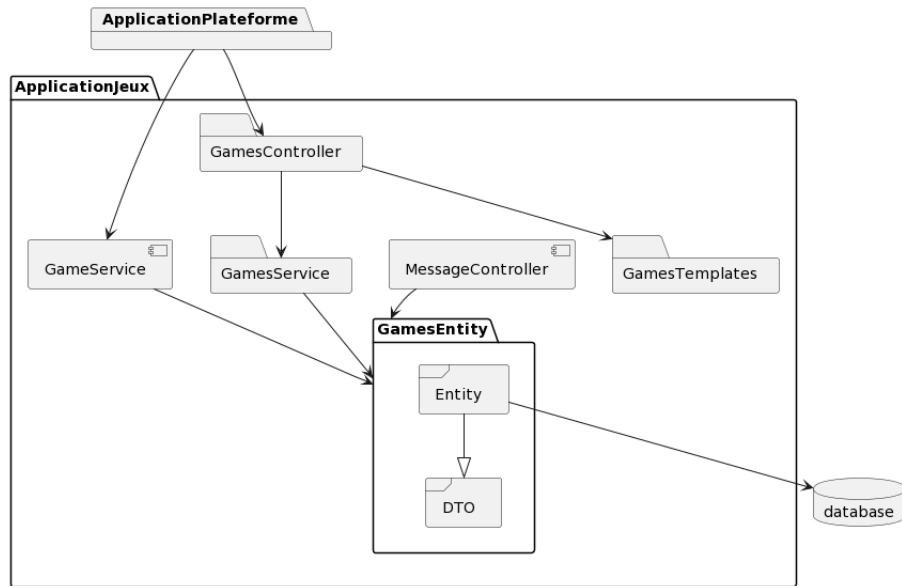 ApplicationPlateforme
ApplicationJeux
GamesController
GameService
GamesService
MessageController
GamesTemplates
GamesEntity
Entity
DTO
database